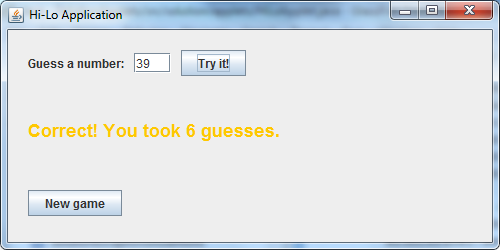 Hi-Lo Application
Guess a number: 39 Try it!
Correct! You took 6 guesses.
New game